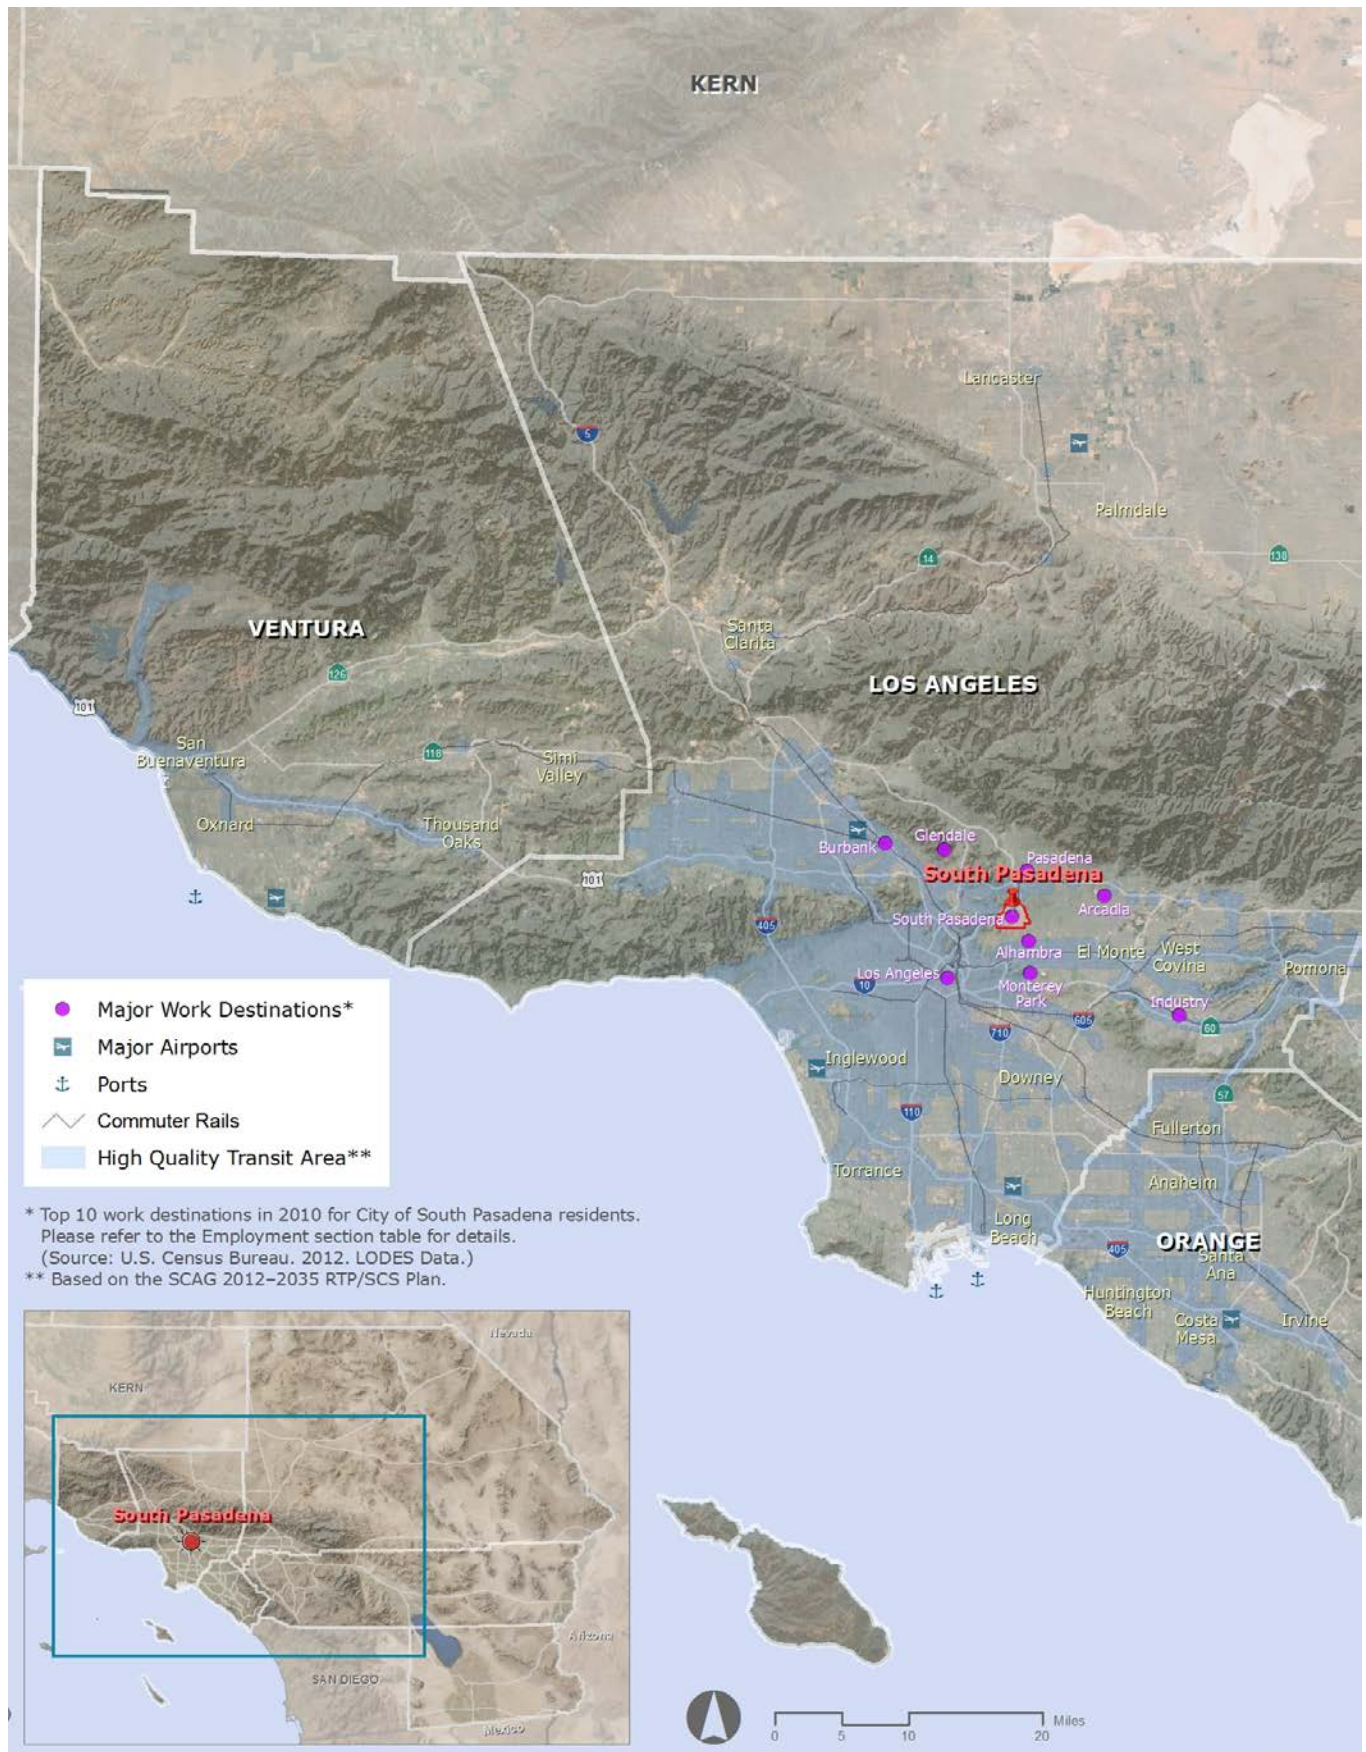 KERN
Lancaster
5
Palmdale
14
138
VENTURA
Santa
Clarita
126
LOS ANGELES
101
San
Buenaventura
118
Simi
Valley
Oxnard
Thousand
Oaks
Burbank
Glendale
Pasadena
South Pasadena
101
Arcadia
405
South Pasadena
Alhambra
El Monte
West
Covina
Pomona
Los Angeles
10
Monterey
Park
Industry
605
60
710
Inglewood
Downey
57
110
Fullerton
Torrance
Anaheim
Long
Beach
405
ORANGE
Santa
Ana
Huntington
Beach
Costa
Mesa
Irvine
Major Work Destinations*
Major Airports
Ports
Commuter Rails
High Quality Transit Area**
* Top 10 work destinations in 2010 for City of South Pasadena residents.
Please refer to the Employment section table for details.
(Source: U.S. Census Bureau. 2012. LODES Data.)
** Based on the SCAG 2012–2035 RTP/SCS Plan.
Nevada
KERN
South Pasadena
Arizona
SAN DIEGO
Mexico
Miles
0 5 10 20